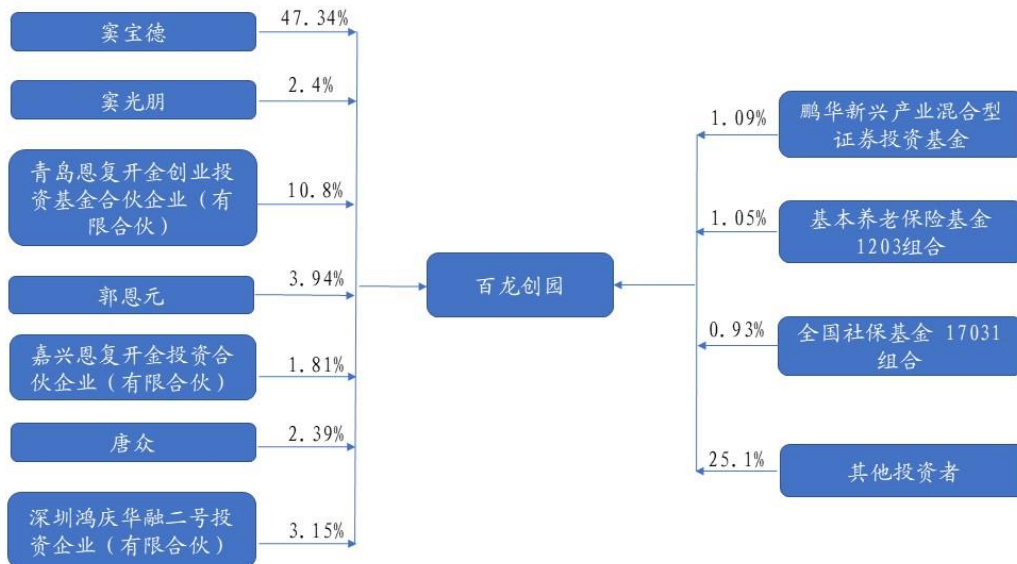 窦宝德
47.34%
窦光朋
2.4%
青岛恩复开金创业投
资基金合伙企业（有
限合伙）
10.8%
郭恩元
3.94%
嘉兴恩复开金投资合
伙企业（有限合伙）
1.81%
唐众
2.39%
深圳鸿庆华融二号投
资企业（有限合伙）
3.15%
百龙创园
1.09%
鹏华新兴产业混合型
证券投资基金
1.05%
基本养老保险基金
1203组合
0.93%
全国社保基金 17031
组合
25.1%
其他投资者